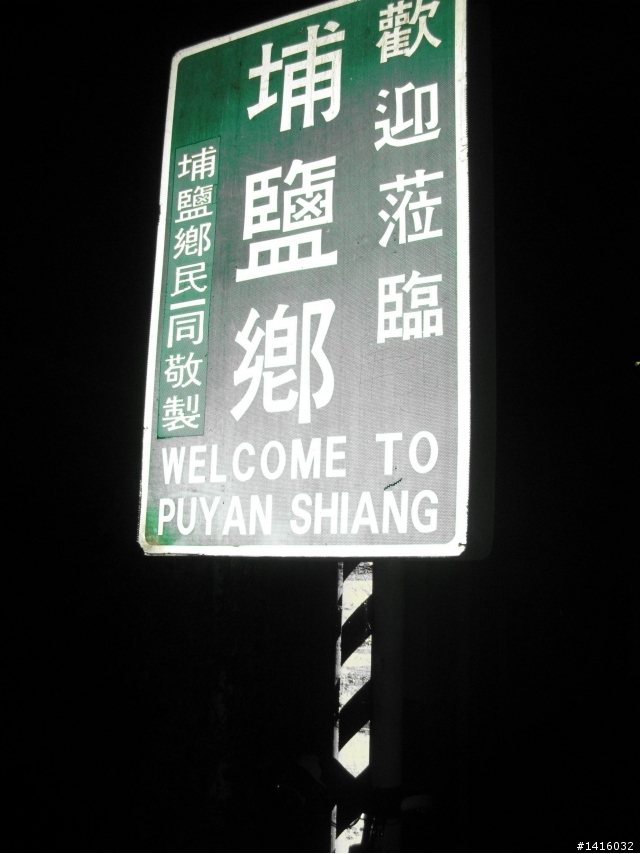 歡迎蒞臨
埔鹽鄉
埔鹽鄉民一同敬製
WELCOME TO
PUYAN SHIANG
#1416032